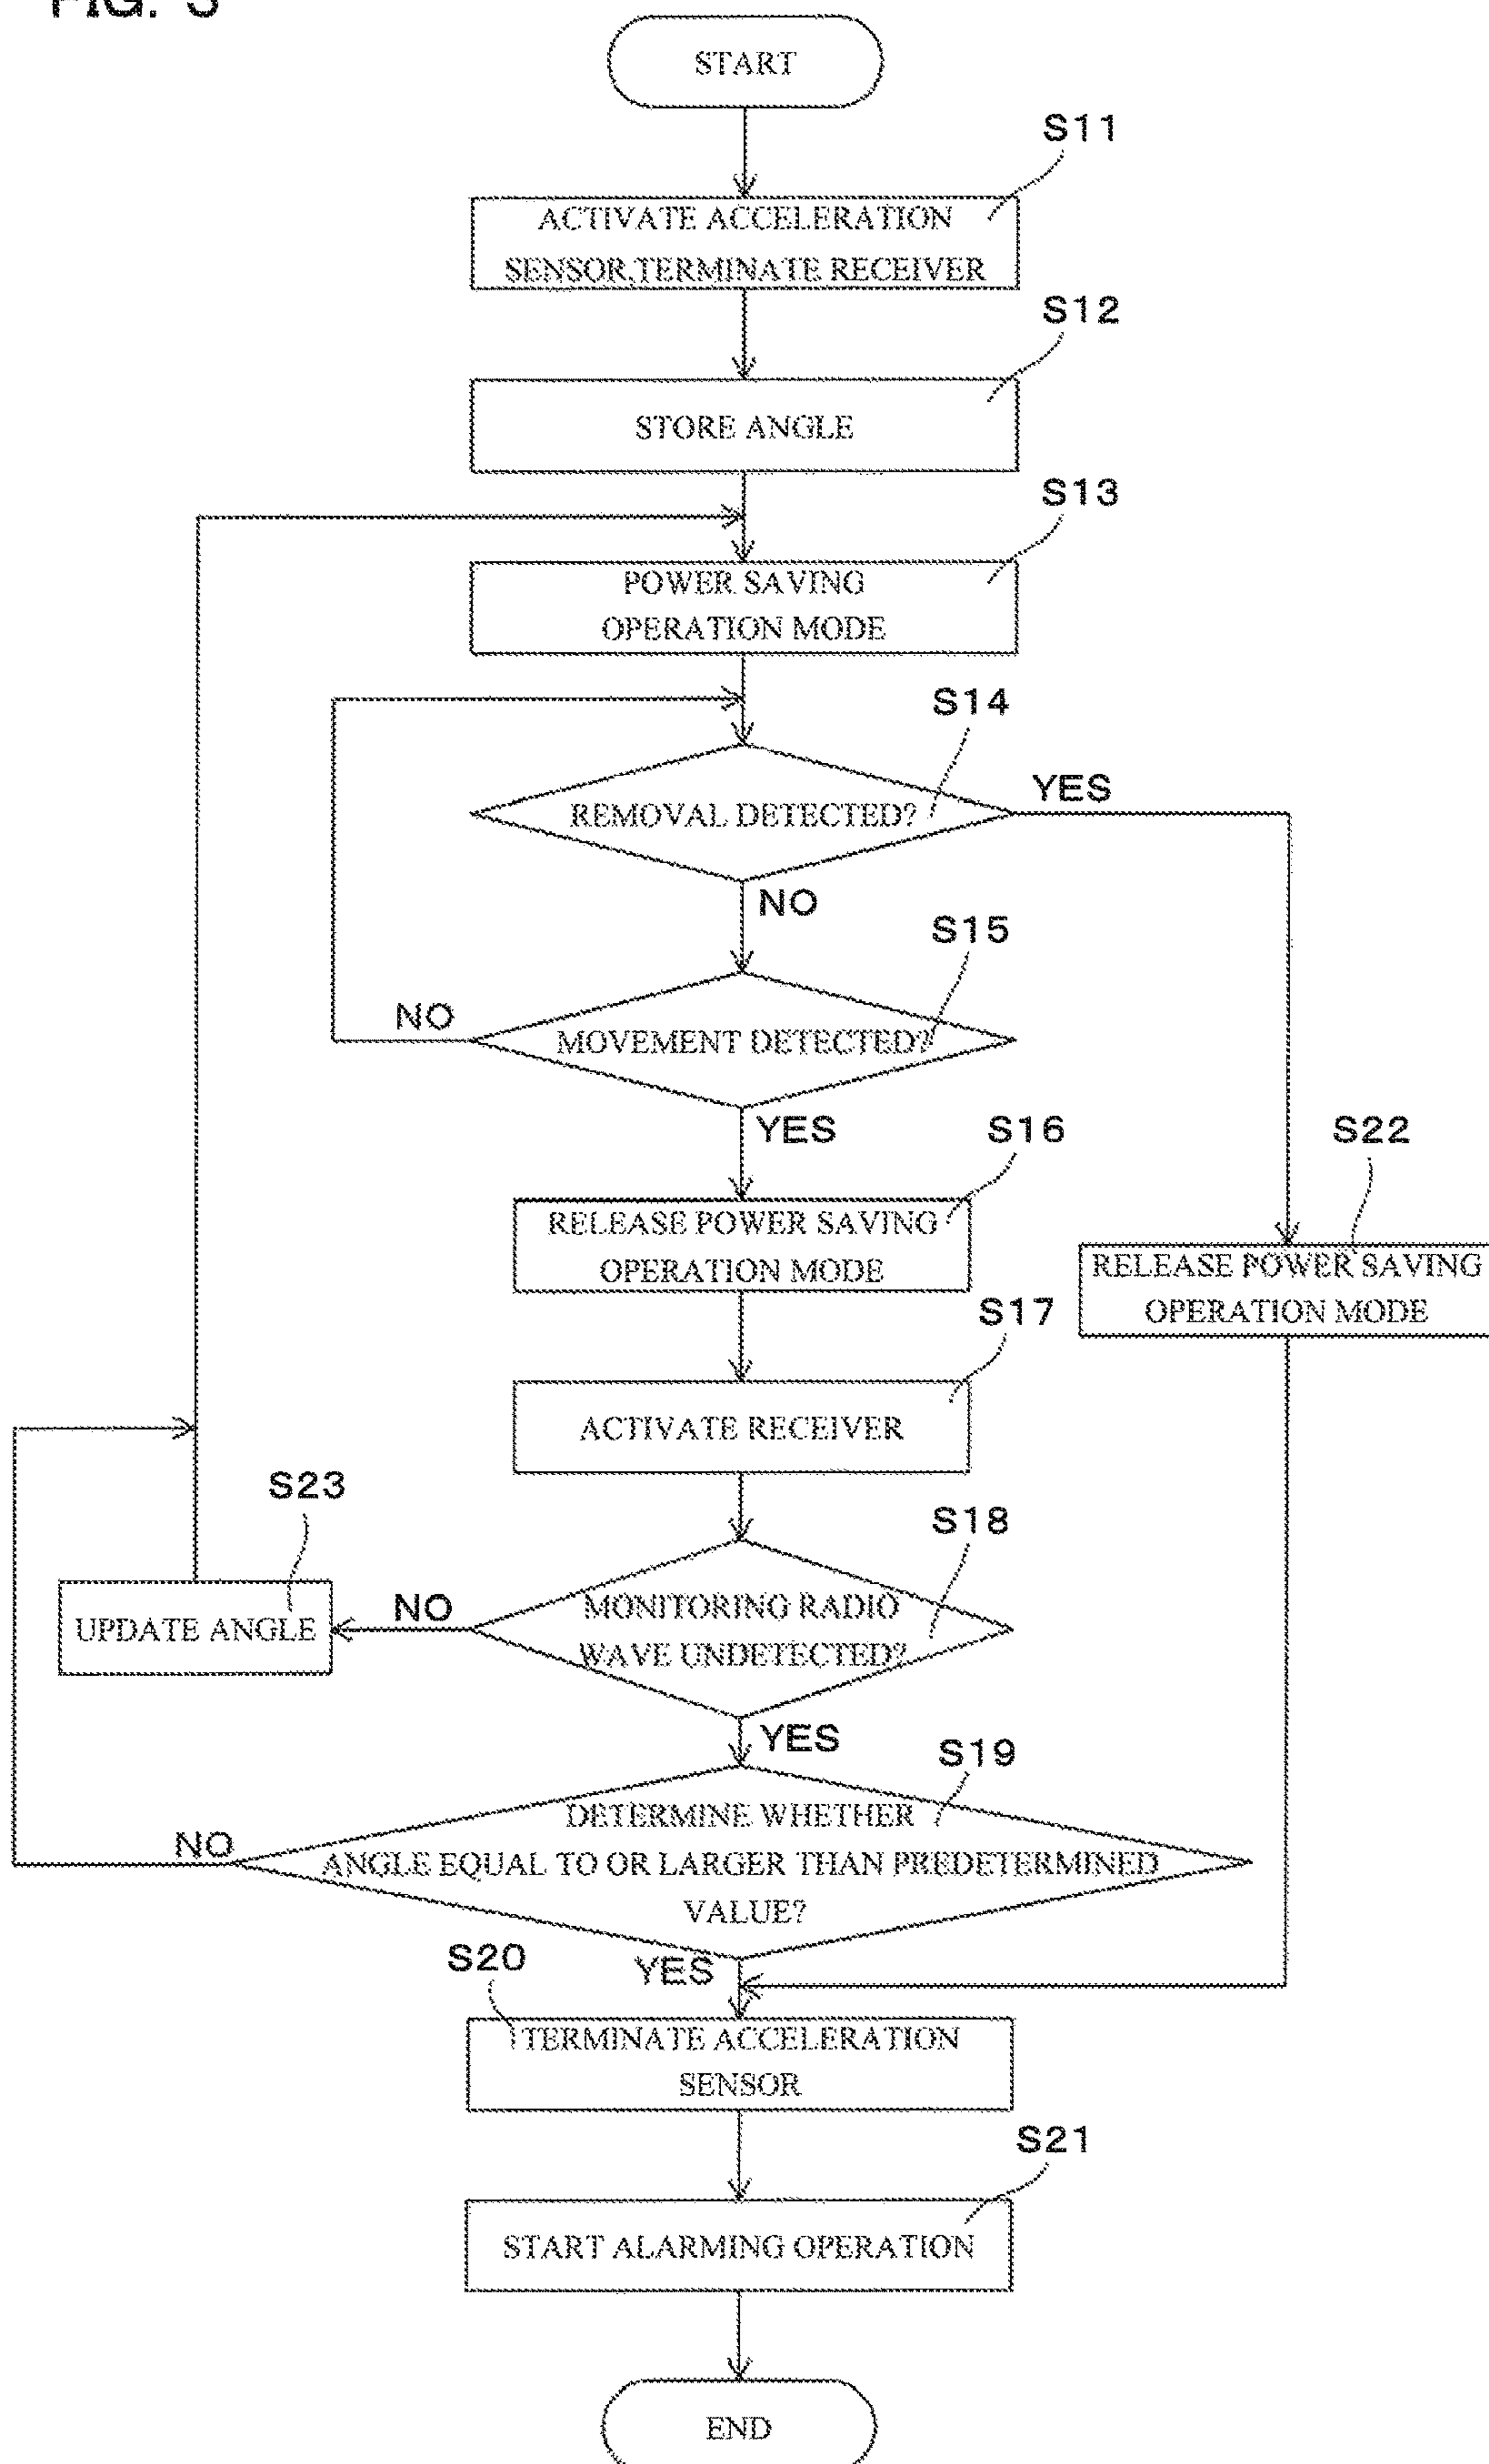 FIG. 3
START
S11
ACTIVATE ACCELERATION
SENSOR,TERMINATE RECEIVER
S12
STORE ANGLE
S13
POWER SAVING
OPERATION MODE
S14
REMOVAL DETECTED?
YES
NO
S15
MOVEMENT DETECTED?
NO
YES
S16
RELEASE POWER SAVING
OPERATION MODE
S22
RELEASE POWER SAVING
OPERATION MODE
S17
ACTIVATE RECEIVER
S18
MONITORING RADIO
WAVE UNDETECTED?
NO
S23
UPDATE ANGLE
YES
S19
DETERMINE WHETHER
ANGLE EQUAL TO OR LARGER THAN PREDETERMINED
VALUE?
NO
YES
S20
TERMINATE ACCELERATION
SENSOR
S21
START ALARMING OPERATION
END